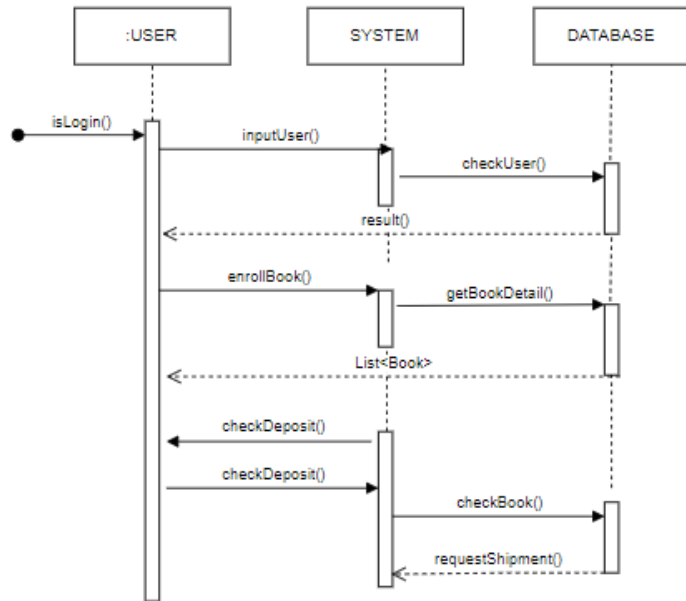 :USER
SYSTEM
DATABASE
isLogin()
inputUser()
checkUser()
result()
enrollBook()
getBookDetail()
List<Book>
checkDeposit()
checkDeposit()
checkBook()
requestShipment()